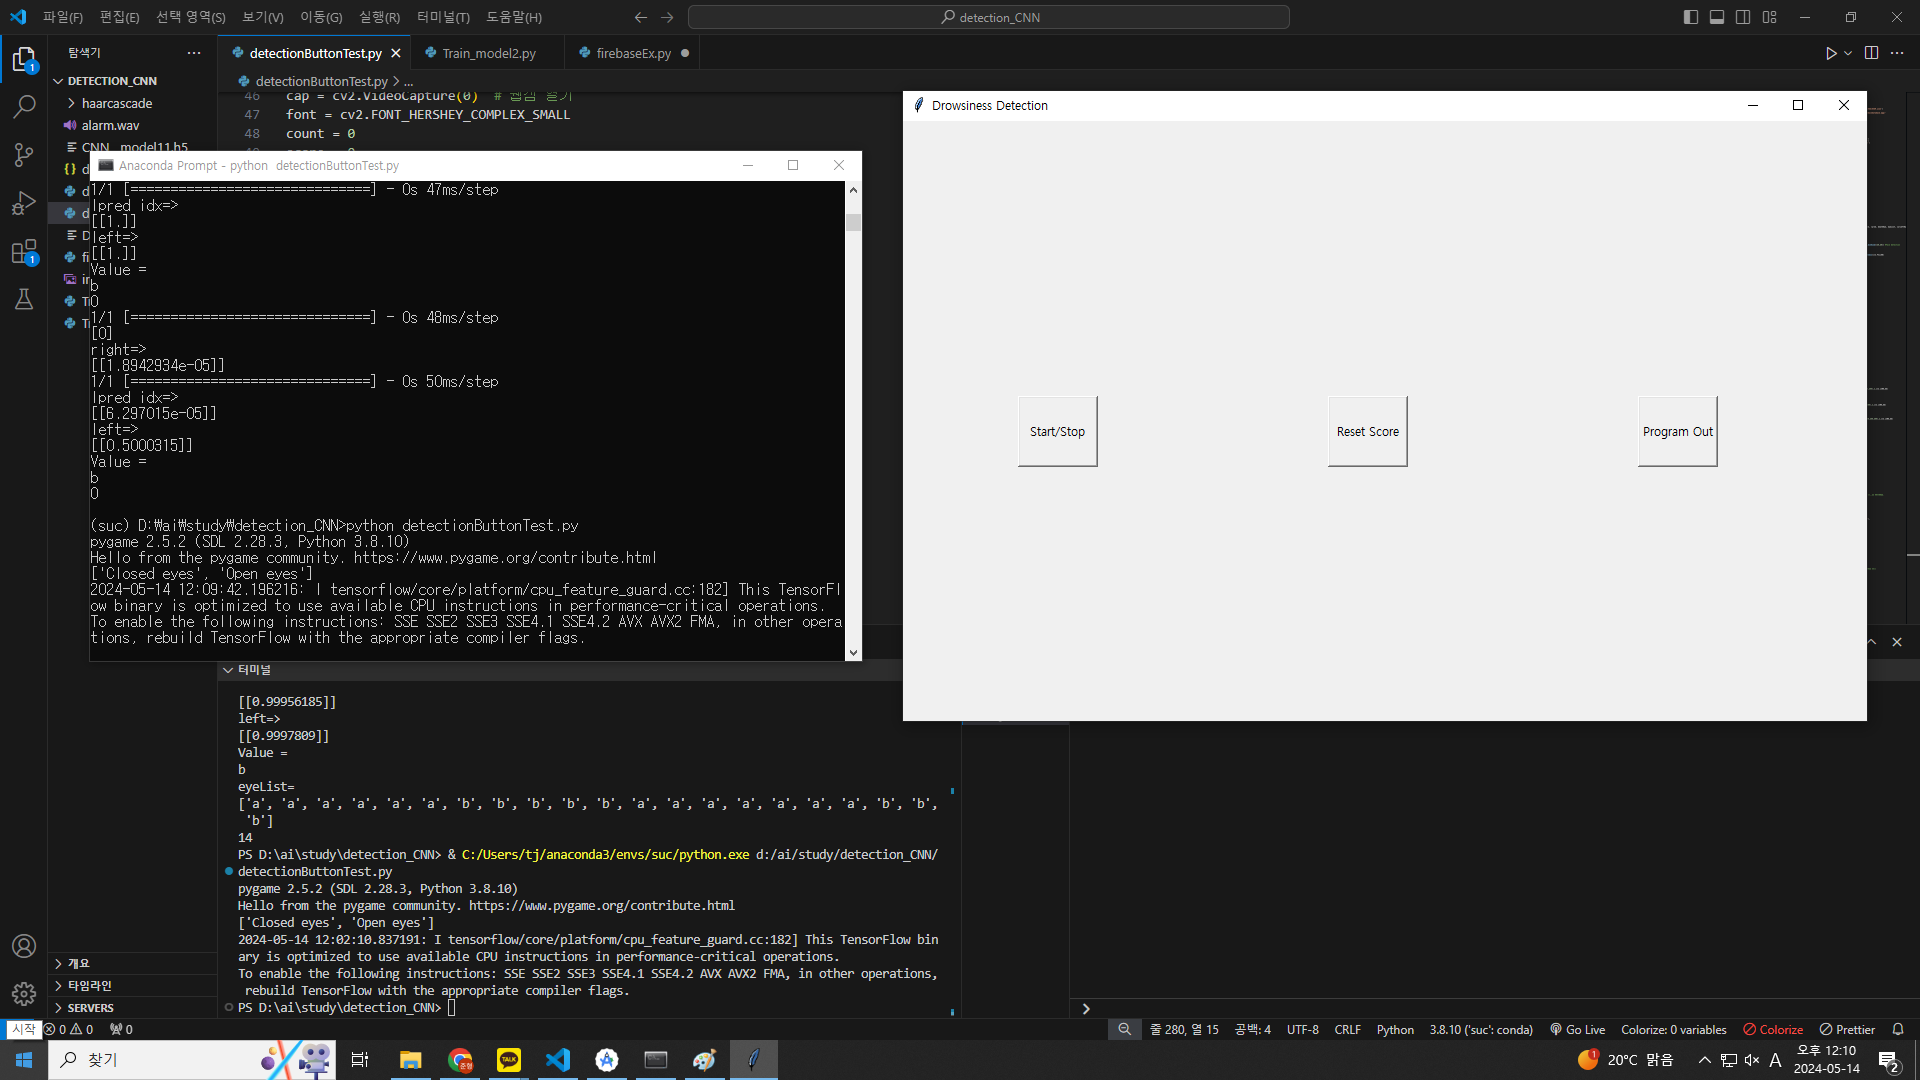 파일(F) 편집(E) 선택 영역(S) 보기(V) 이동(G) 실행(R) 터미널(T) 도움말(H)
detection_CNN
탐색기
detectionButtonTest.py
Train_model2.py
firebaseEx.py
DETECTION_CNN
haarcascade
alarm.wav
CNN__model11.h5
detectionButtonTest.py > ...
46 cap = cv2.VideoCapture(0) # 웹캠 열기
47 font = cv2.FONT_HERSHEY_COMPLEX_SMALL
48 count = 0
Anaconda Prompt - python detectionButtonTest.py
1/1 [==============================] - 0s 47ms/step
lpred idx=>
[[1.]]
left=>
[[1.]]
Value =
b
0
1/1 [==============================] - 0s 48ms/step
[0]
right=>
[[1.8942934e-05]]
1/1 [==============================] - 0s 50ms/step
lpred idx=>
[[6.297015e-05]]
left=>
[[0.5000315]]
Value =
b
0
(suc) D:₩ai₩study₩detection_CNN>python detectionButtonTest.py
pygame 2.5.2 (SDL 2.28.3, Python 3.8.10)
Hello from the pygame community. https://www.pygame.org/contribute.html
['Closed eyes', 'Open eyes']
2024-05-14 12:09:42.196216: I tensorflow/core/platform/cpu_feature_guard.cc:182] This TensorFl
ow binary is optimized to use available CPU instructions in performance-critical operations.
To enable the following instructions: SSE SSE2 SSE3 SSE4.1 SSE4.2 AVX AVX2 FMA, in other opera
tions, rebuild TensorFlow with the appropriate compiler flags.
Drowsiness Detection
Start/Stop
Reset Score
Program Out
터미널
[[0.99956185]]
left=>
[[0.9997809]]
Value =
b
eyeList=
['a', 'a', 'a', 'a', 'a', 'a', 'b', 'b', 'b', 'b', 'b', 'a', 'a', 'a', 'a', 'a', 'a', 'a', 'b', 'b',
'b']
14
PS D:\ai\study\detection_CNN> & C:/Users/tj/anaconda3/envs/suc/python.exe d:/ai/study/detection_CNN/
detectionButtonTest.py
pygame 2.5.2 (SDL 2.28.3, Python 3.8.10)
Hello from the pygame community. https://www.pygame.org/contribute.html
['Closed eyes', 'Open eyes']
2024-05-14 12:02:10.837191: I tensorflow/core/platform/cpu_feature_guard.cc:182] This TensorFlow bin
ary is optimized to use available CPU instructions in performance-critical operations.
To enable the following instructions: SSE SSE2 SSE3 SSE4.1 SSE4.2 AVX AVX2 FMA, in other operations,
rebuild TensorFlow with the appropriate compiler flags.
PS D:\ai\study\detection_CNN>
개요
타임라인
SERVERS
시작 0 0 0
줄 280, 열 15 공백: 4 UTF-8 CRLF Python 3.8.10 ('suc': conda) Go Live Colorize: 0 variables Colorize Prettier
찾기
TALK
20°C 맑음
A
오후 12:10
2024-05-14
2